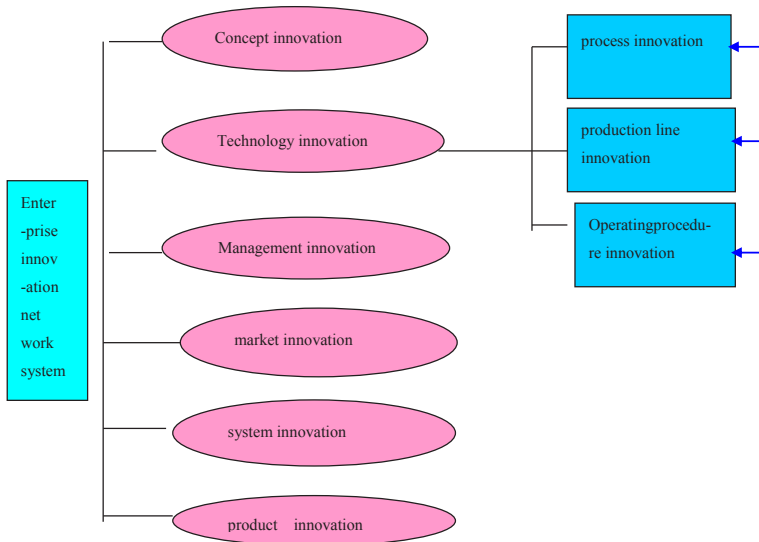 Concept innovation
Technology innovation
Management innovation
market innovation
system innovation
product innovation
Enter
-prise
innov
-ation
net
work
system
process innovation
production line
innovation
Operatingprocedu-
re innovation